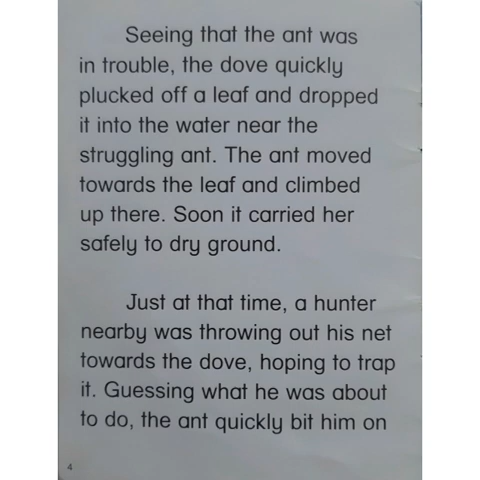 Seeing that the ant was
in trouble, the dove quickly
plucked off a leaf and dropped
it into the water near the
struggling ant. The ant moved
towards the leaf and climbed
up there. Soon it carried her
safely to dry ground.
Just at that time, a hunter
nearby was throwing out his net
towards the dove, hoping to trap
it. Guessing what he was about
to do, the ant quickly bit him on
4